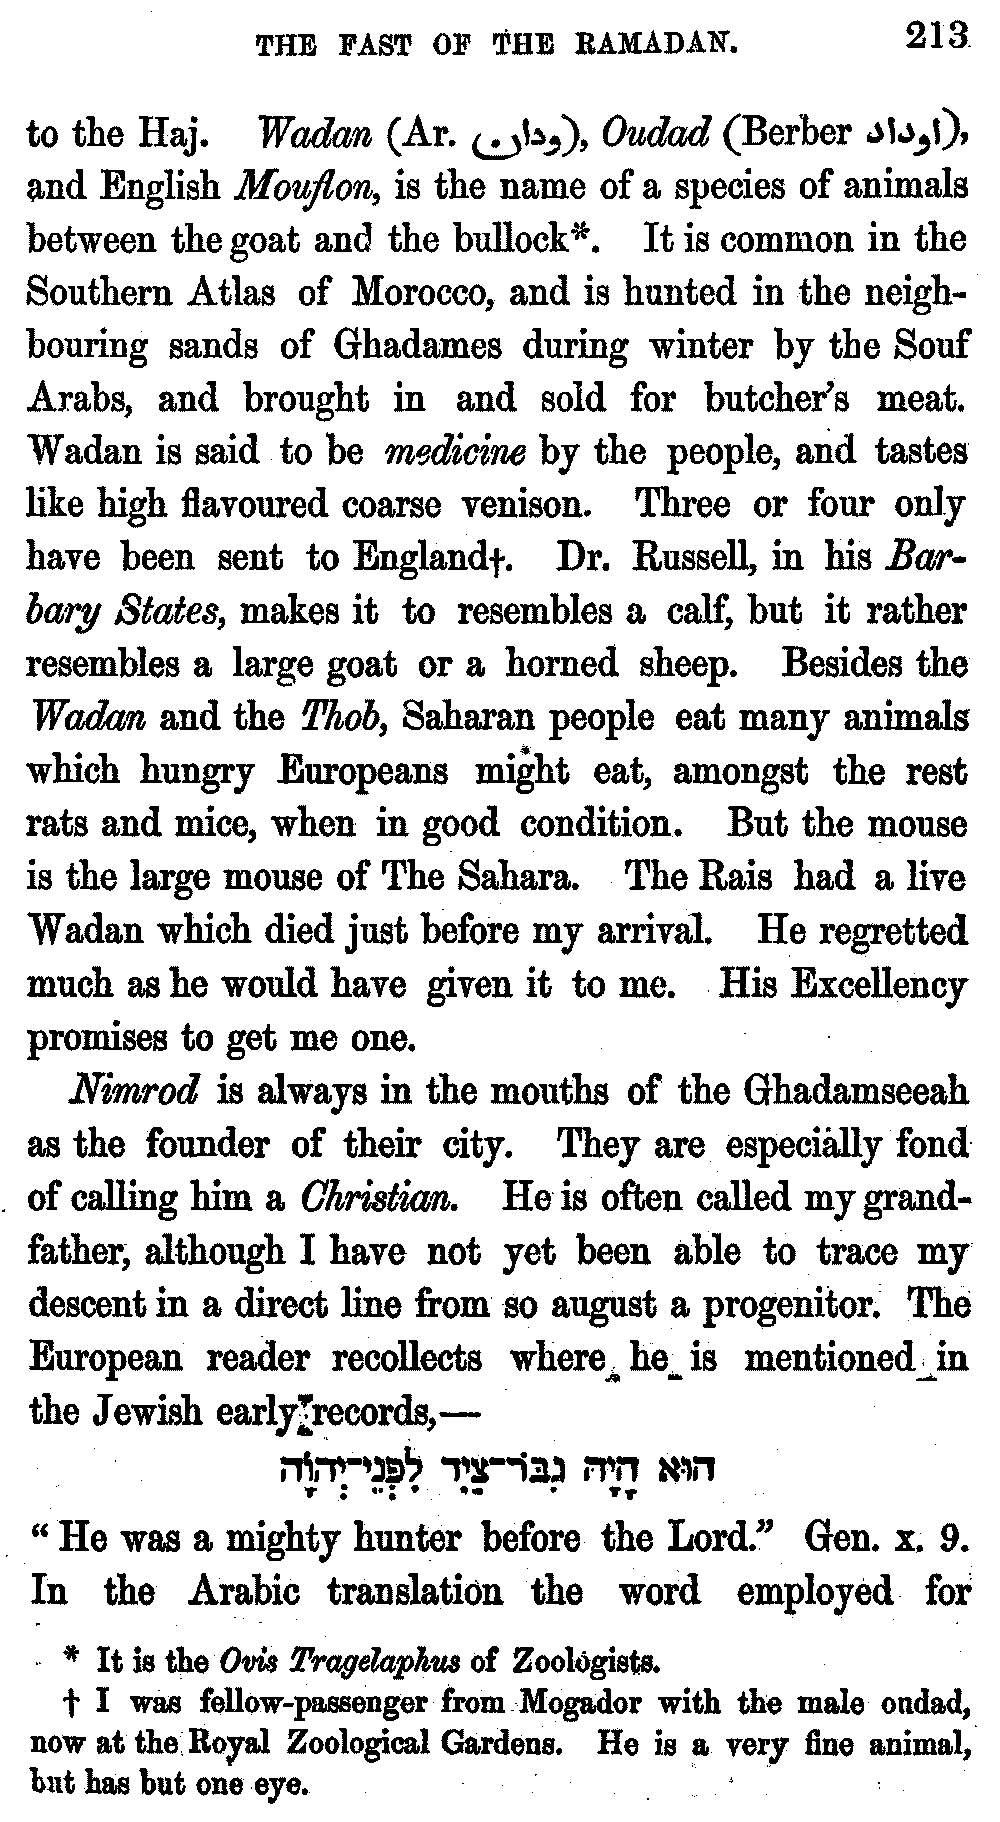 THE FAST OF THE RAMADAN. 213
to the Haj. Wadan (Ar. ودان), Oudad (Berber اوداد),
and English Mouflon, is the name of a species of animals
between the goat and the bullock*. It is common in the
Southern Atlas of Morocco, and is hunted in the neigh-
bouring sands of Ghadames during winter by the Souf
Arabs, and brought in and sold for butcher's meat.
Wadan is said to be medicine by the people, and tastes
like high flavoured coarse venison. Three or four only
have been sent to England†. Dr. Russell, in his Bar-
bary States, makes it to resembles a calf, but it rather
resembles a large goat or a horned sheep. Besides the
Wadan and the Thob, Saharan people eat many animals
which hungry Europeans might eat, amongst the rest
rats and mice, when in good condition. But the mouse
is the large mouse of The Sahara. The Rais had a live
Wadan which died just before my arrival. He regretted
much as he would have given it to me. His Excellency
promises to get me one.
Nimrod is always in the mouths of the Ghadamseeah
as the founder of their city. They are especially fond
of calling him a Christian. He is often called my grand-
father, although I have not yet been able to trace my
descent in a direct line from so august a progenitor. The
European reader recollects where he is mentioned in
the Jewish early records,—
הוּא הָיָה גִבּוֹר־צַיִד לִפְנֵי־יְהוָֹה
"He was a mighty hunter before the Lord." Gen. x. 9.
In the Arabic translation the word employed for
* It is the Ovis Tragelaphus of Zoologists.
† I was fellow-passenger from Mogador with the male oudad,
now at the Royal Zoological Gardens. He is a very fine animal,
but has but one eye.